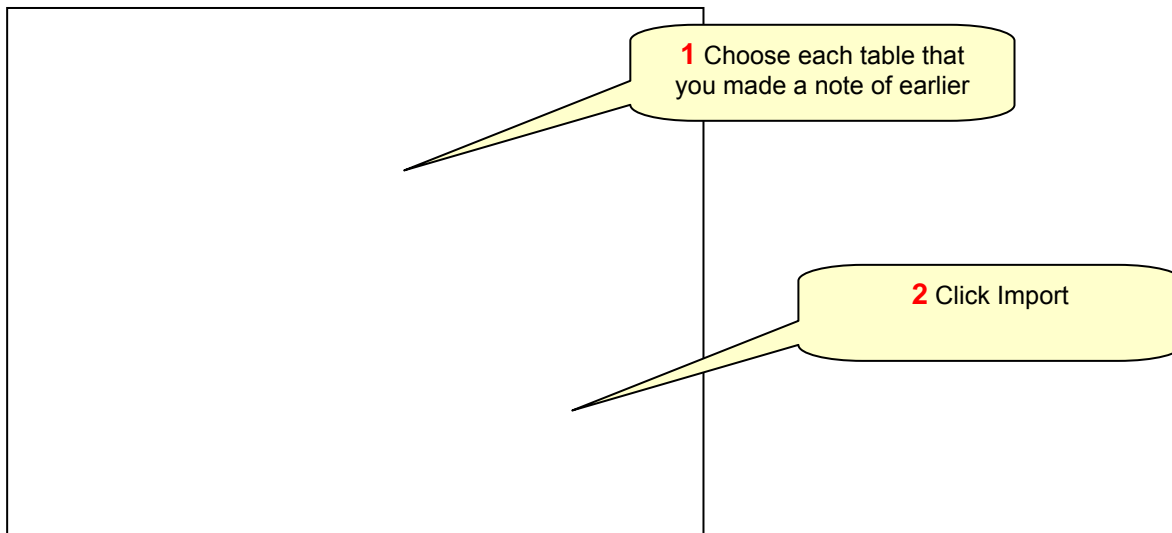 1 Choose each table that
you made a note of earlier
2 Click Import